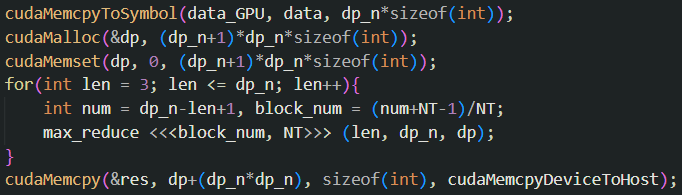 cudaMemcpyToSymbol(data_GPU, data, dp_n*sizeof(int));
cudaMalloc(&dp, (dp_n+1)*dp_n*sizeof(int));
cudaMemset(dp, 0, (dp_n+1)*dp_n*sizeof(int));
for(int len = 3; len <= dp_n; len++){
    int num = dp_n-len+1, block_num = (num+NT-1)/NT;
    max_reduce <<<block_num, NT>>> (len, dp_n, dp);
}
cudaMemcpy(&res, dp+(dp_n*dp_n), sizeof(int), cudaMemcpyDeviceToHost);